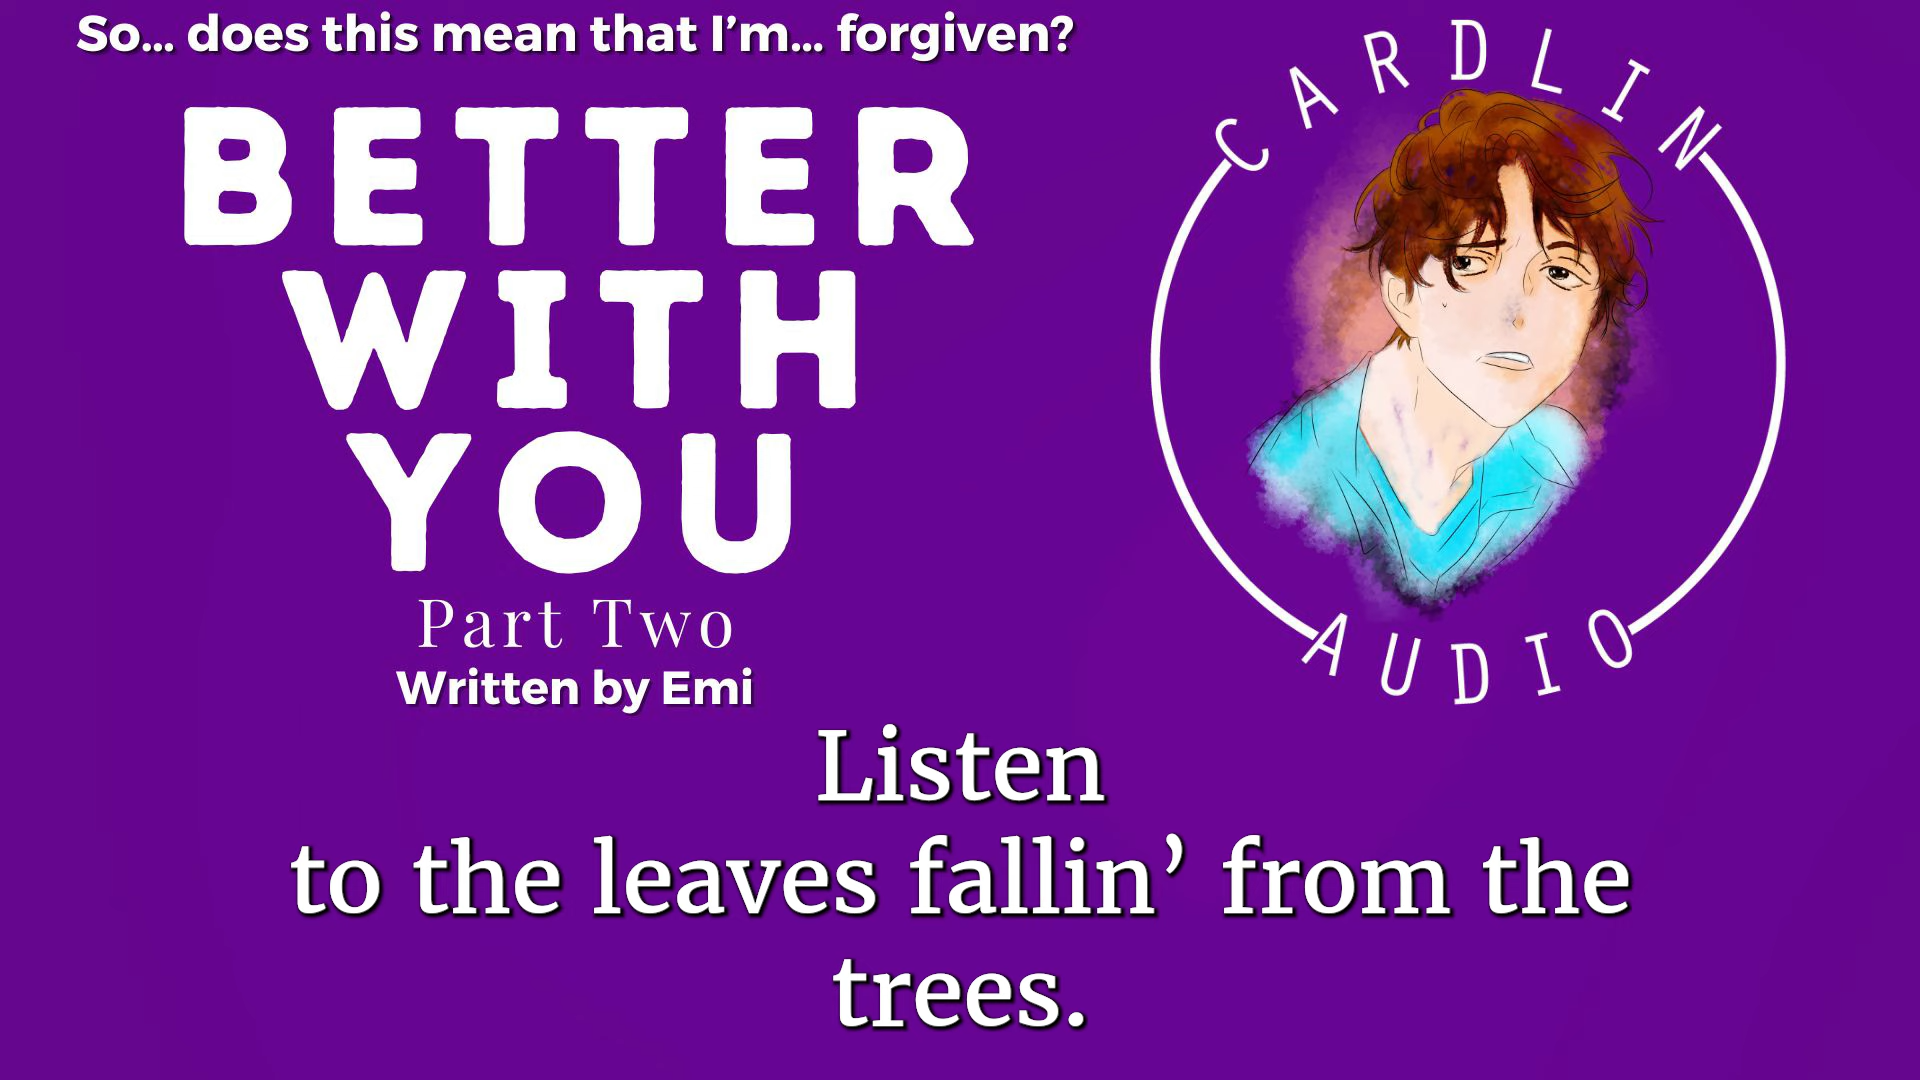 So... does this mean that I’m... forgiven?
BETTER
WITH
YOU
Part Two
Written by Emi
CARDLIN
AUDIO
Listen
to the leaves fallin’ from the
trees.